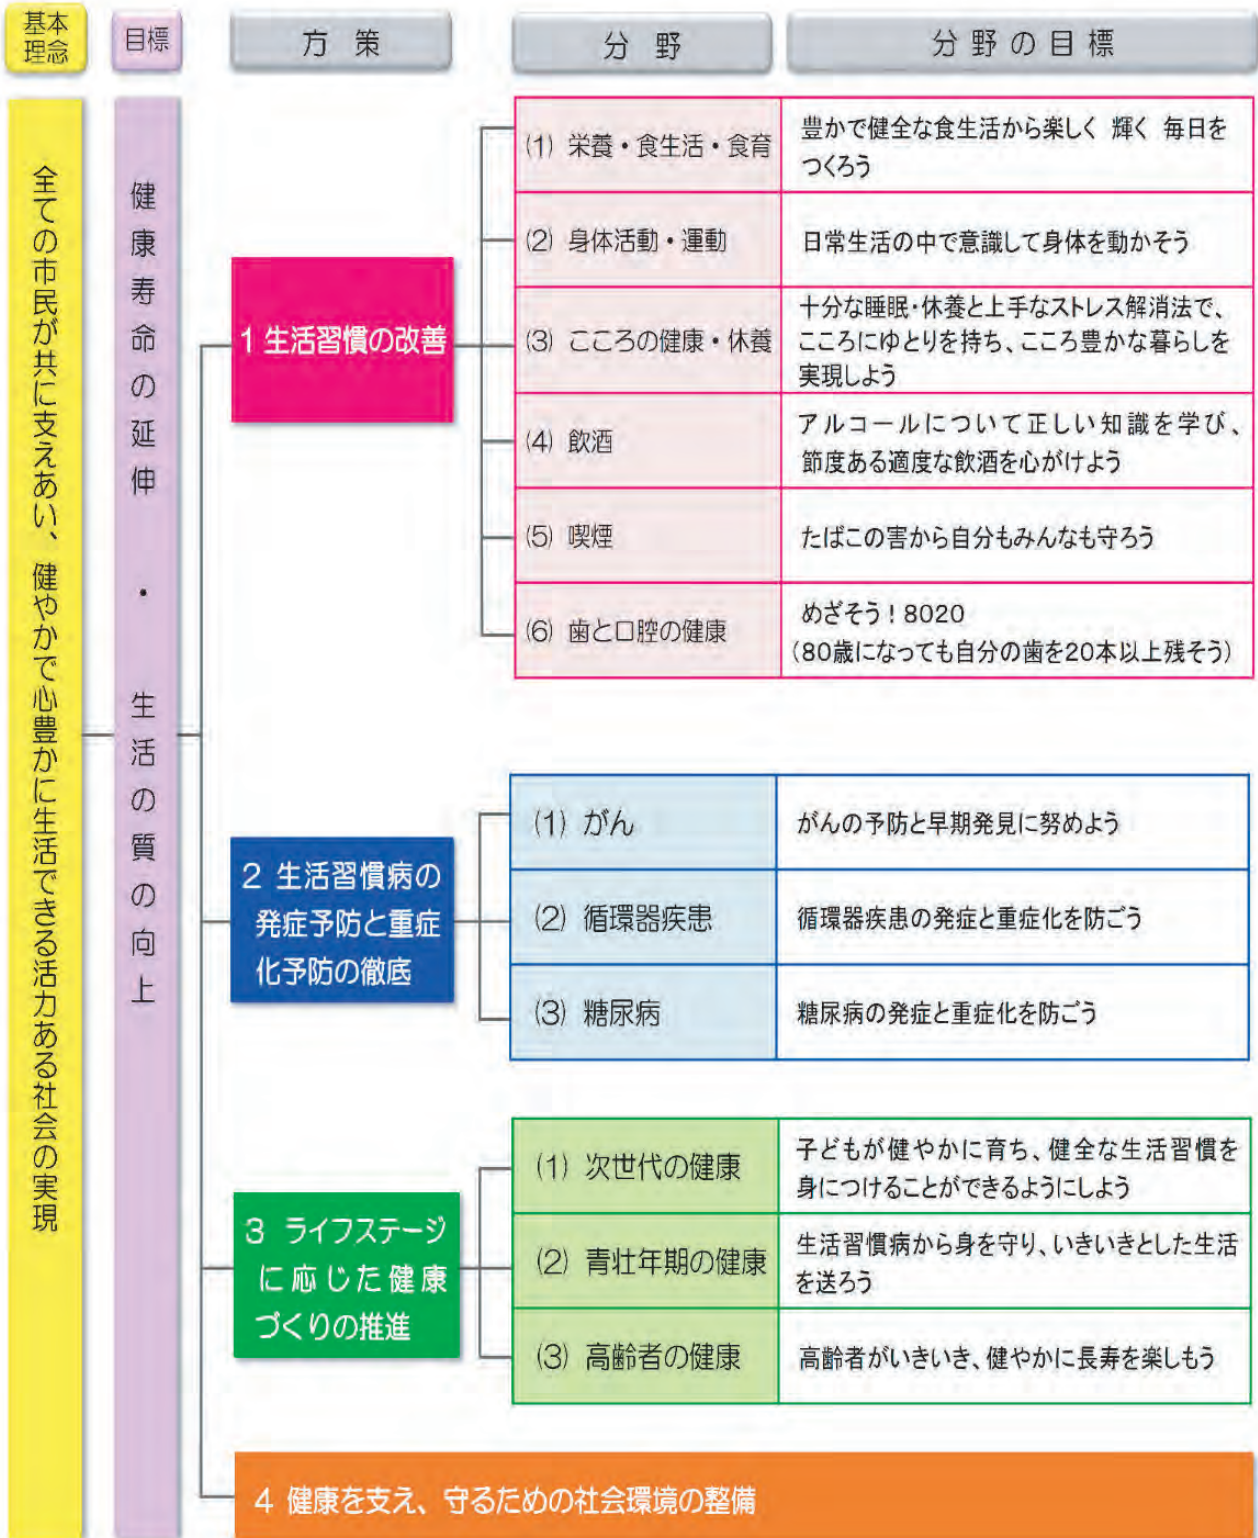 基本
理念
目標
方策
分野
分野の目標
全ての市民が共に支えあい、健やかで心豊かに生活できる活力ある社会の実現
健康寿命の延伸・生活の質の向上
1 生活習慣の改善
(1) 栄養・食生活・食育
豊かで健全な食生活から楽しく 輝く 毎日を
つくろう
(2) 身体活動・運動
日常生活の中で意識して身体を動かそう
(3) こころの健康・休養
十分な睡眠・休養と上手なストレス解消法で、
こころにゆとりを持ち、こころ豊かな暮らしを
実現しよう
(4) 飲酒
アルコールについて正しい知識を学び、
節度ある適度な飲酒を心がけよう
(5) 喫煙
たばこの害から自分もみんなも守ろう
(6) 歯と口腔の健康
めざそう!8020
(80歳になっても自分の歯を20本以上残そう)
2 生活習慣病の
発症予防と重症
化予防の徹底
(1) がん
がんの予防と早期発見に努めよう
(2) 循環器疾患
循環器疾患の発症と重症化を防ごう
(3) 糖尿病
糖尿病の発症と重症化を防ごう
3 ライフステージ
に応じた健康
づくりの推進
(1) 次世代の健康
子どもが健やかに育ち、健全な生活習慣を
身につけることができるようにしよう
(2) 青壮年期の健康
生活習慣病から身を守り、いきいきとした生活
を送ろう
(3) 高齢者の健康
高齢者がいきいき、健やかに長寿を楽しもう
4 健康を支え、守るための社会環境の整備